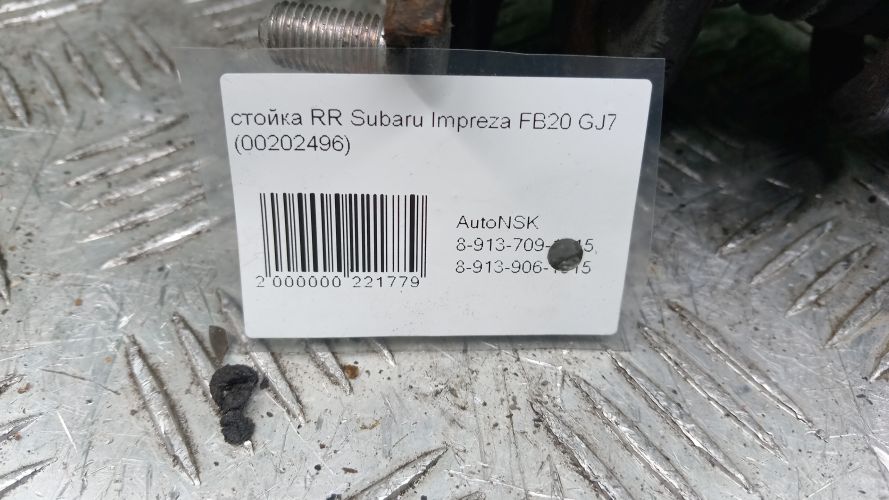 стойка RR Subaru Impreza FB20 GJ7
(00202496)
AutoNSK
2 000000 221779